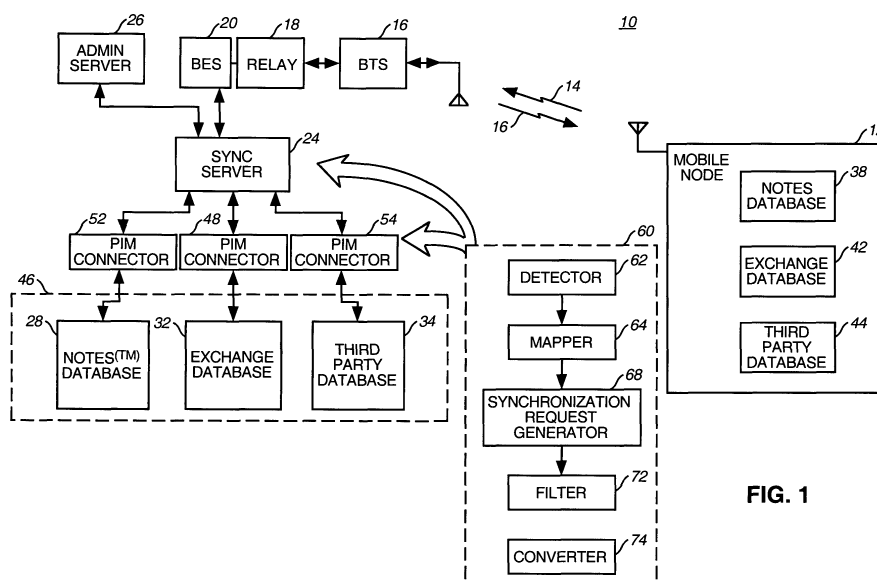 26
20
18
16
10
ADMIN
SERVER
BES
RELAY
BTS
14
16
24
SYNC
SERVER
MOBILE
NODE
38
NOTES
DATABASE
52
48
54
PIM
CONNECTOR
PIM
CONNECTOR
PIM
CONNECTOR
60
42
EXCHANGE
DATABASE
46
62
DETECTOR
28
32
34
NOTES(TM)
DATABASE
EXCHANGE
DATABASE
THIRD
PARTY
DATABASE
64
MAPPER
44
THIRD
PARTY
DATABASE
68
SYNCHRONIZATION
REQUEST
GENERATOR
72
FILTER
FIG. 1
74
CONVERTER